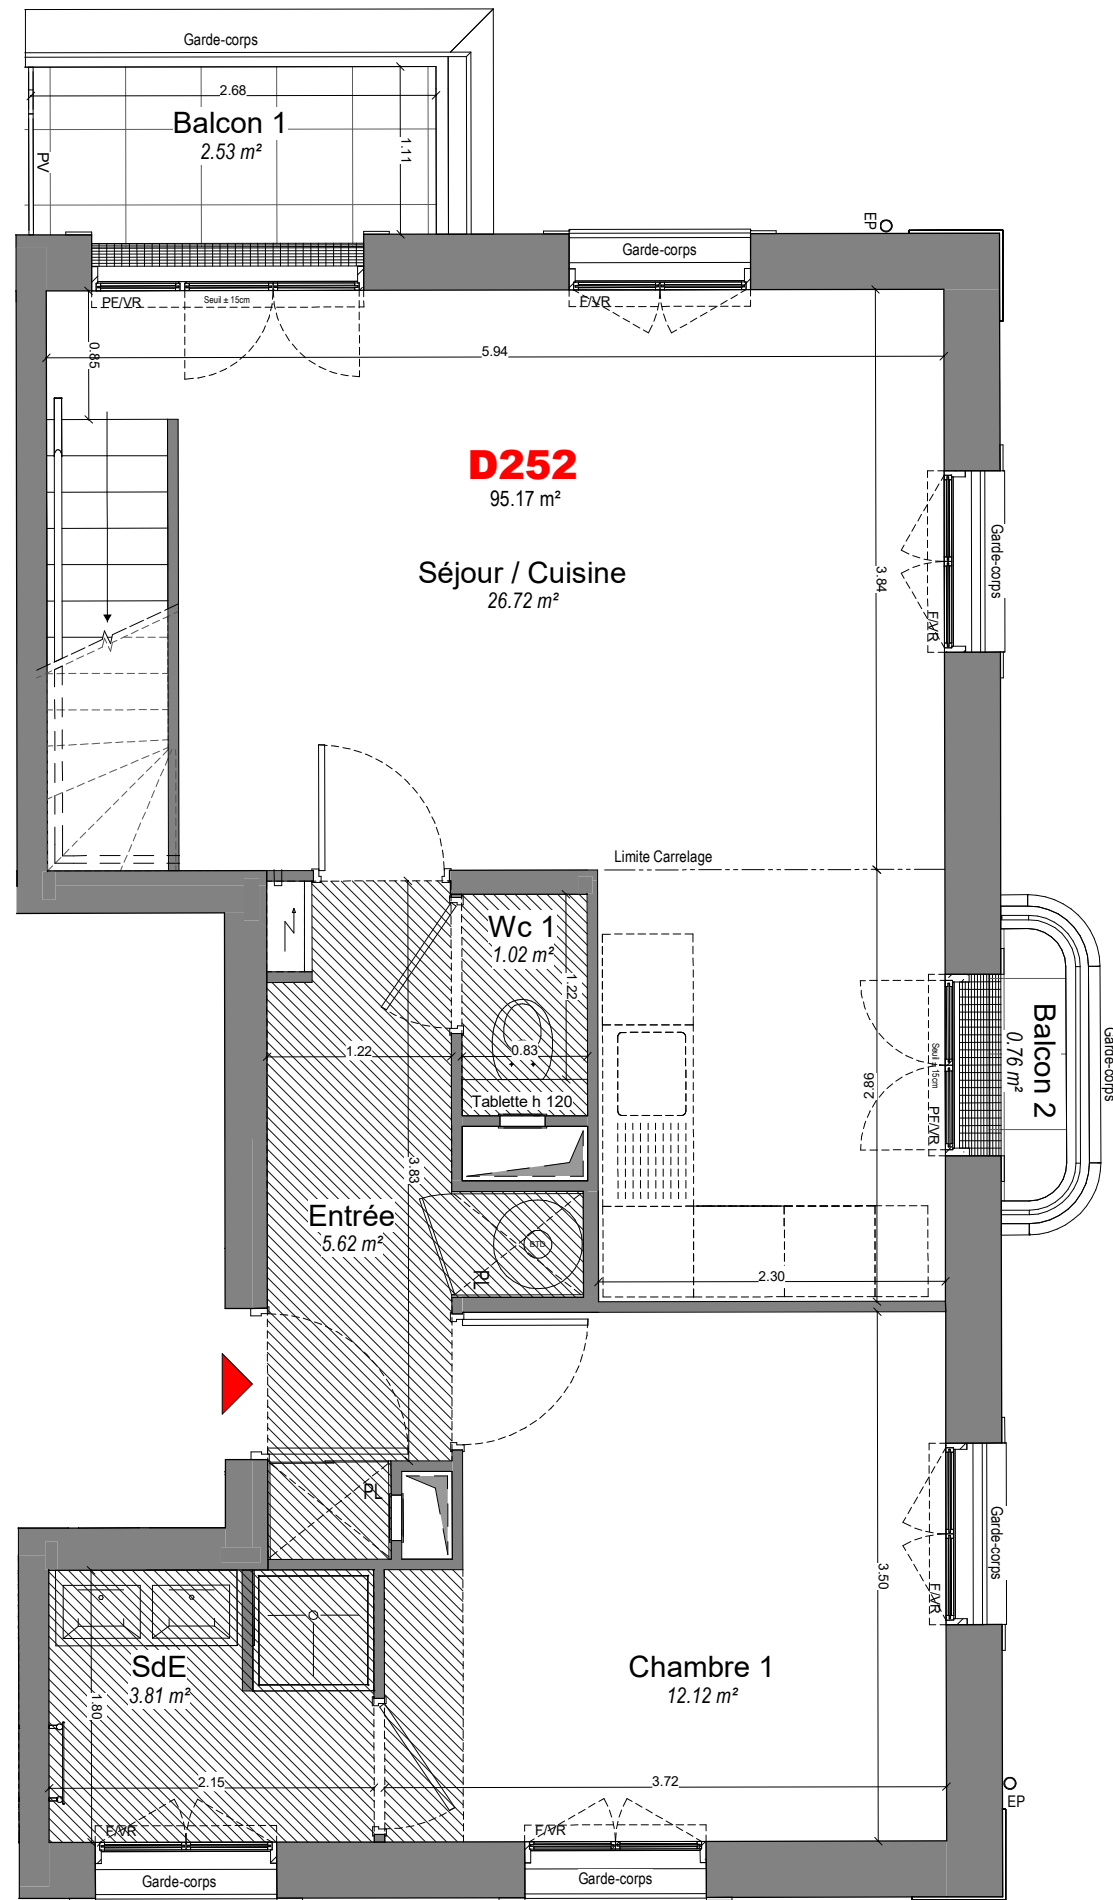 Garde-corps
2.68
Balcon 1
2.53 m²
1.11
PV
EP
Garde-corps
PF/VR
Seuil ± 15cm
F/VR
0.85
5.94
D252
95.17 m²
Séjour / Cuisine
26.72 m²
3.84
Garde-corps
F/VR
Limite Carrelage
Wc 1
1.02 m²
1.22
1.22
0.83
Tablette h 120
2.86
Seuil ± 15cm
PF/VR
Balcon 2
0.76 m²
Garde-corps
3.83
Entrée
5.62 m²
BTD
PL
2.30
PL
3.50
Garde-corps
F/VR
SdE
3.81 m²
1.80
Chambre 1
12.12 m²
2.15
3.72
EP
F/VR
F/VR
Garde-corps
Garde-corps